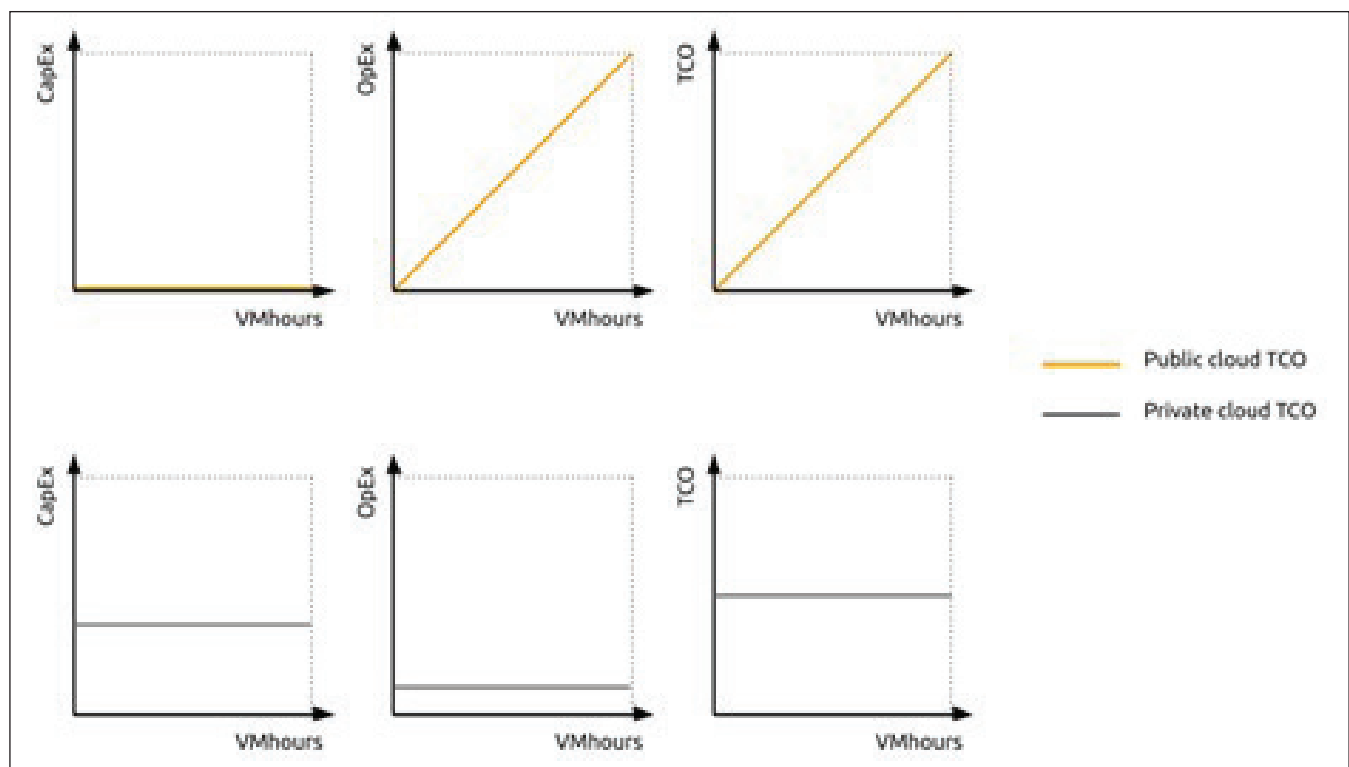 CapEx
OpEx
TCO
VMhours
VMhours
VMhours
Public cloud TCO
Private cloud TCO
CapEx
OpEx
TCO
VMhours
VMhours
VMhours